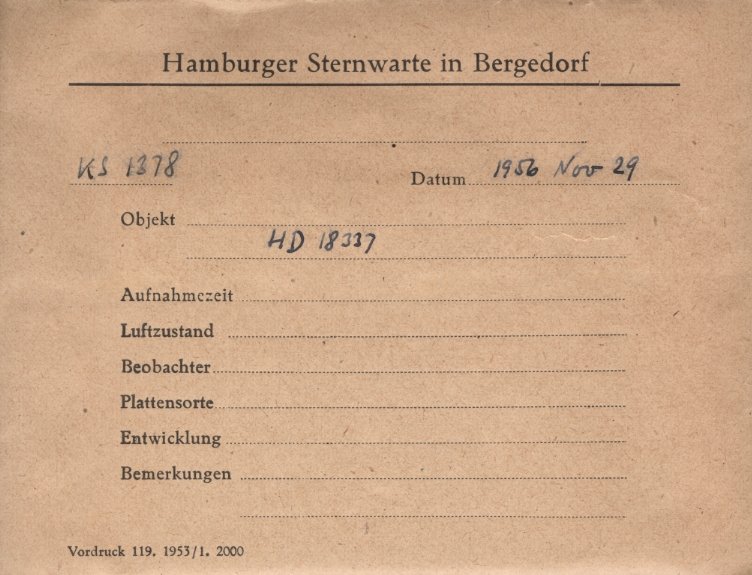 Hamburger Sternwarte in Bergedorf
KS 1378 Datum 1956 Nov 29
Objekt
HD 18337
Aufnahmezeit
Luftzustand
Beobachter
Plattensorte
Entwicklung
Bemerkungen
Vordruck 119. 1953/1. 2000